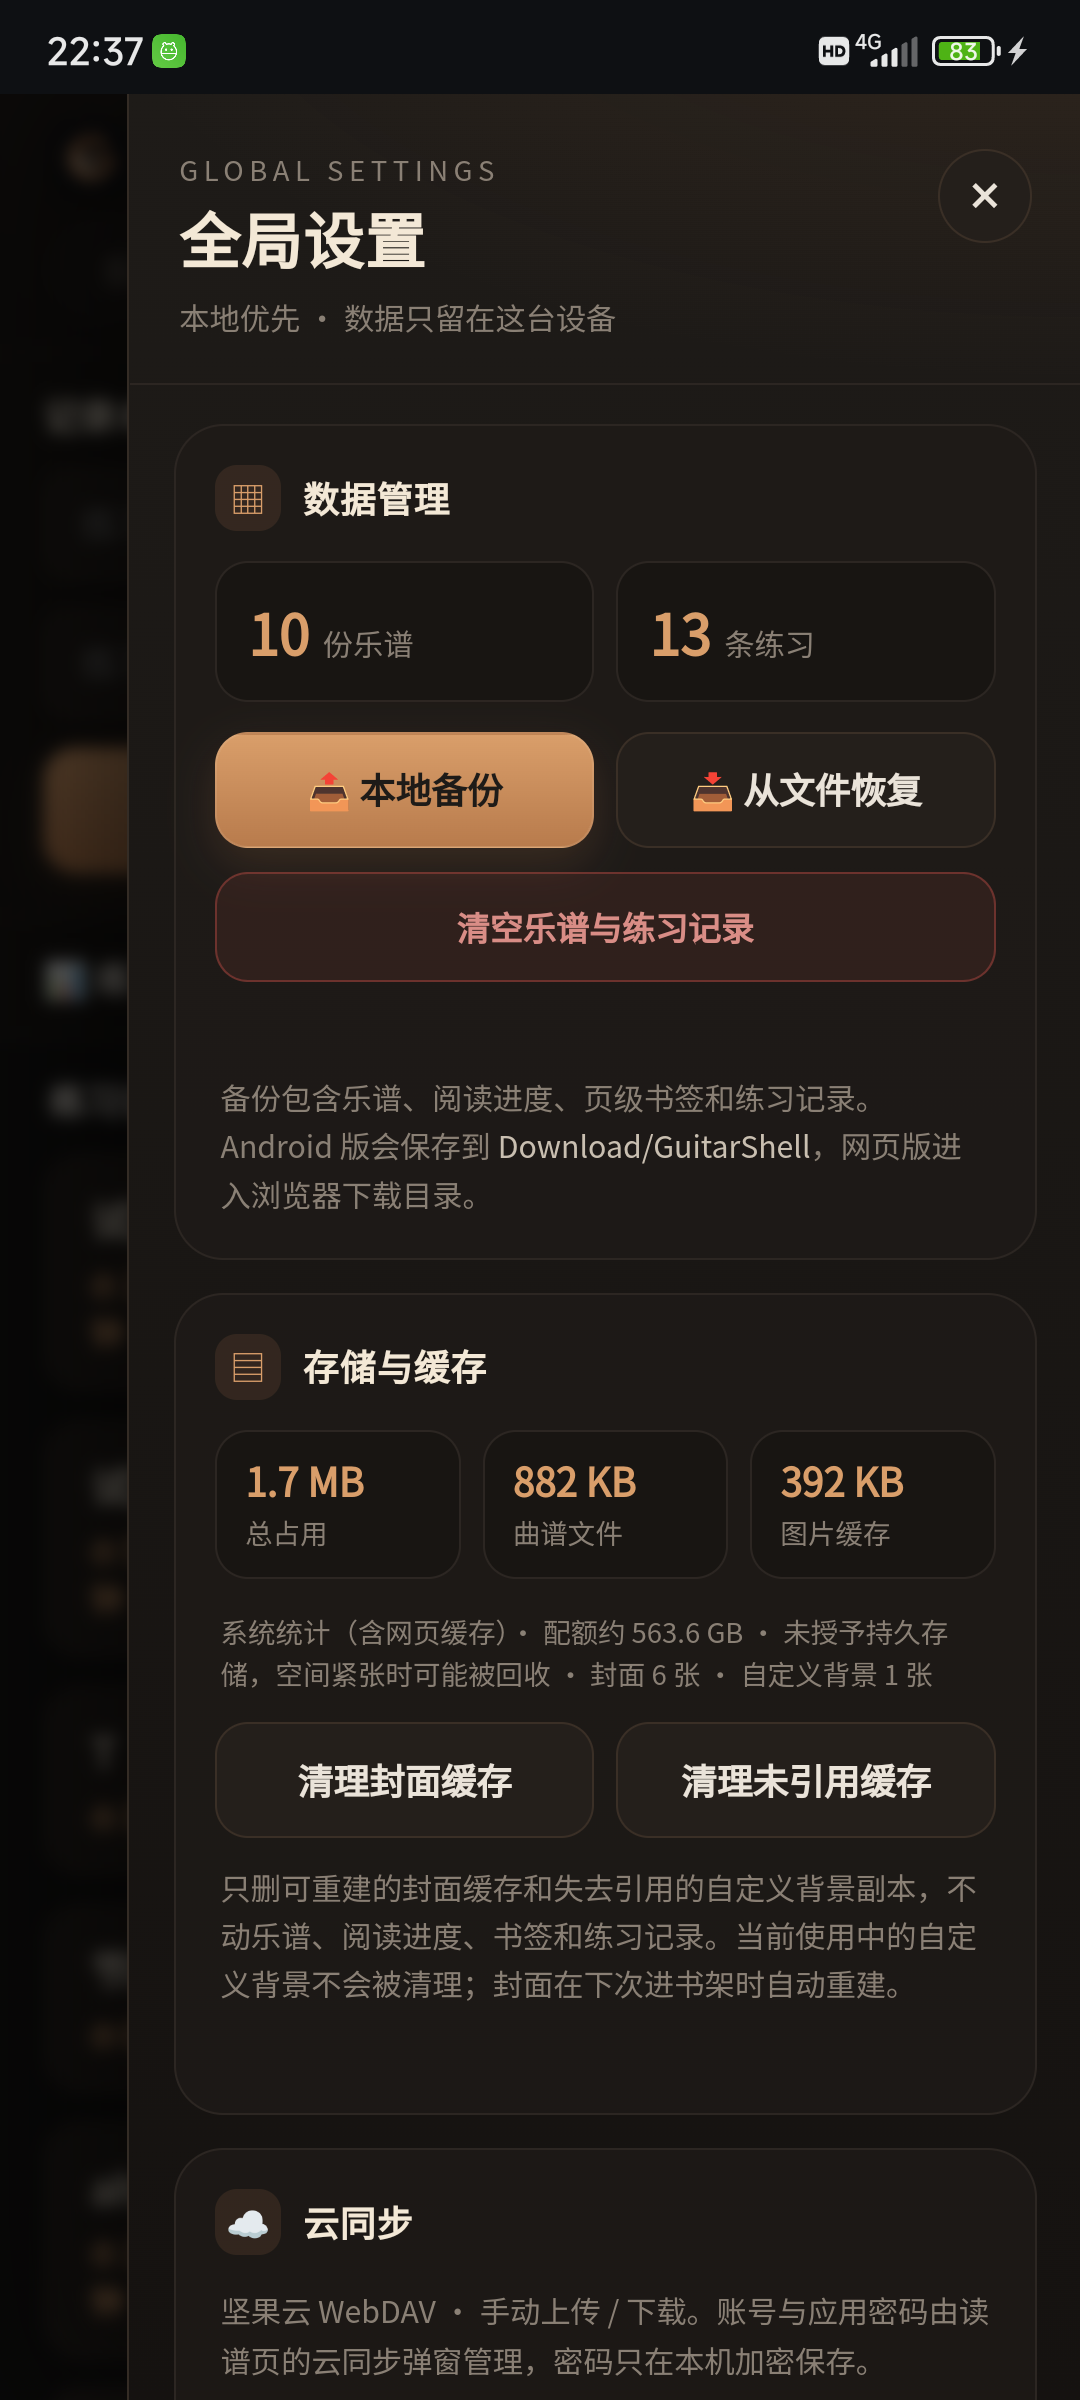 22:37
HD 4G 83
GLOBAL SETTINGS
全局设置
本地优先 · 数据只留在这台设备
数据管理
10 份乐谱
13 条练习
本地备份
从文件恢复
清空乐谱与练习记录
备份包含乐谱、阅读进度、页级书签和练习记录。
Android 版会保存到 Download/GuitarShell，网页版进
入浏览器下载目录。
存储与缓存
1.7 MB
总占用
882 KB
曲谱文件
392 KB
图片缓存
系统统计（含网页缓存）· 配额约 563.6 GB · 未授予持久存
储，空间紧张时可能被回收 · 封面 6 张 · 自定义背景 1 张
清理封面缓存
清理未引用缓存
只删可重建的封面缓存和失去引用的自定义背景副本，不
动乐谱、阅读进度、书签和练习记录。当前使用中的自定
义背景不会被清理；封面在下次进书架时自动重建。
云同步
坚果云 WebDAV · 手动上传 / 下载。账号与应用密码由读
谱页的云同步弹窗管理，密码只在本机加密保存。